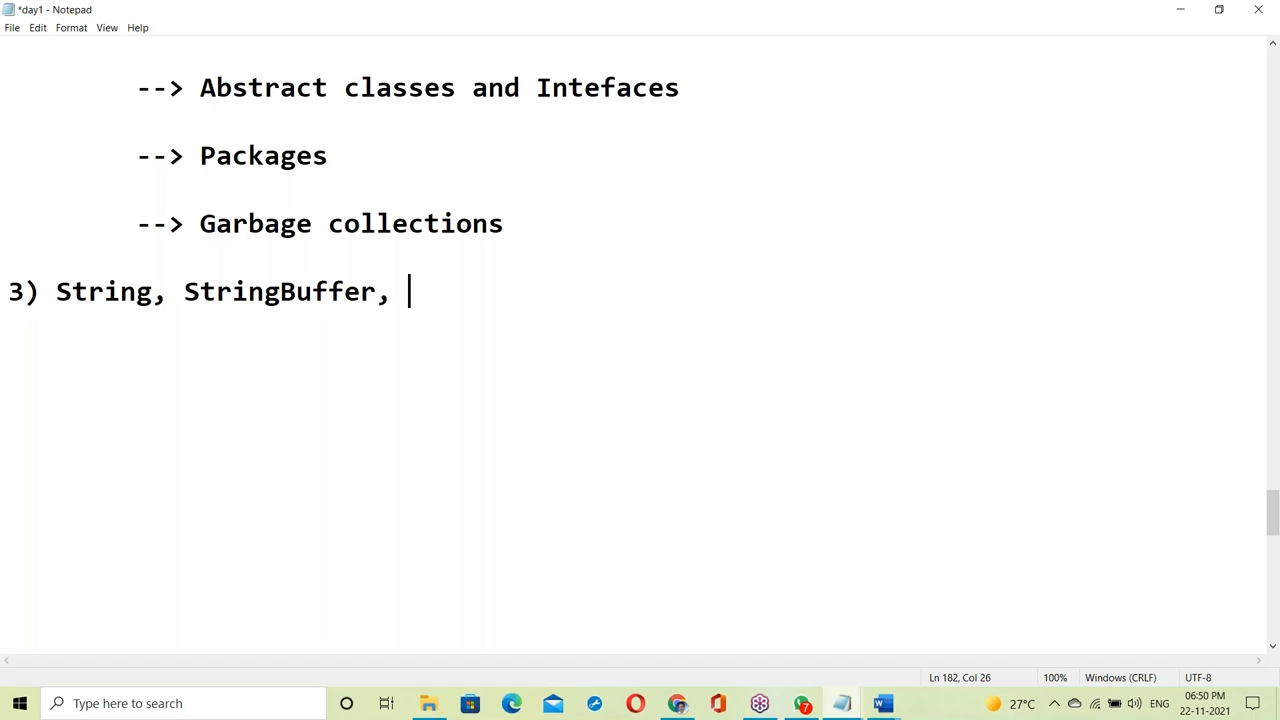 *day1 - Notepad
File Edit Format View Help
--> Abstract classes and Intefaces
--> Packages
--> Garbage collections
3) String, StringBuffer,
Ln 182, Col 26 100% Windows (CRLF) UTF-8
Type here to search 7 27°C ENG 06:50 PM
22-11-2021